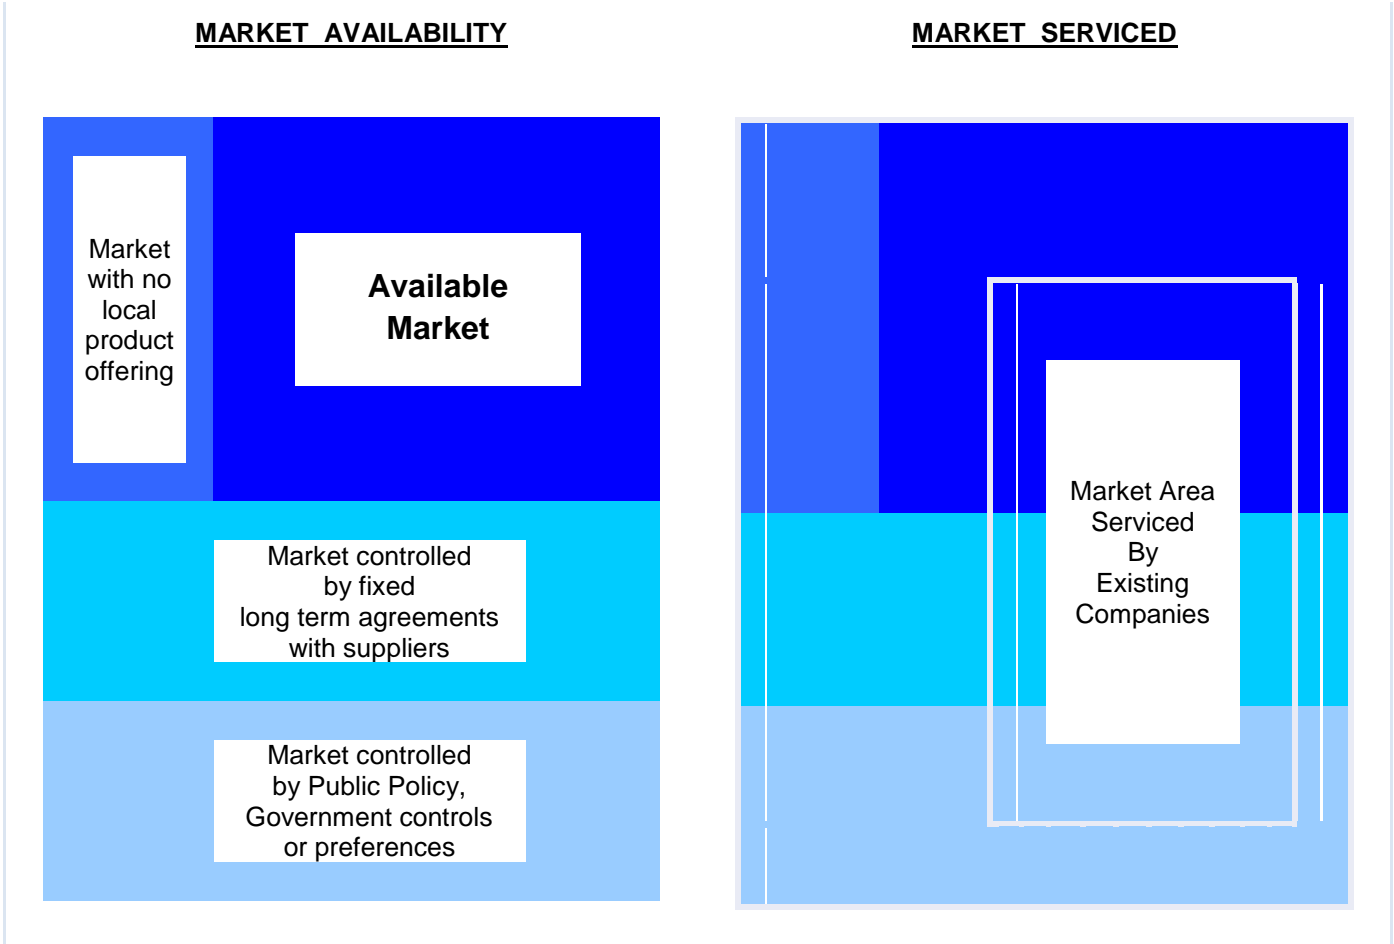 MARKET AVAILABILITY
MARKET SERVICED
Market
with no
local
product
offering
Available
Market
Market controlled
by fixed
long term agreements
with suppliers
Market controlled
by Public Policy,
Government controls
or preferences
Market Area
Serviced
By
Existing
Companies